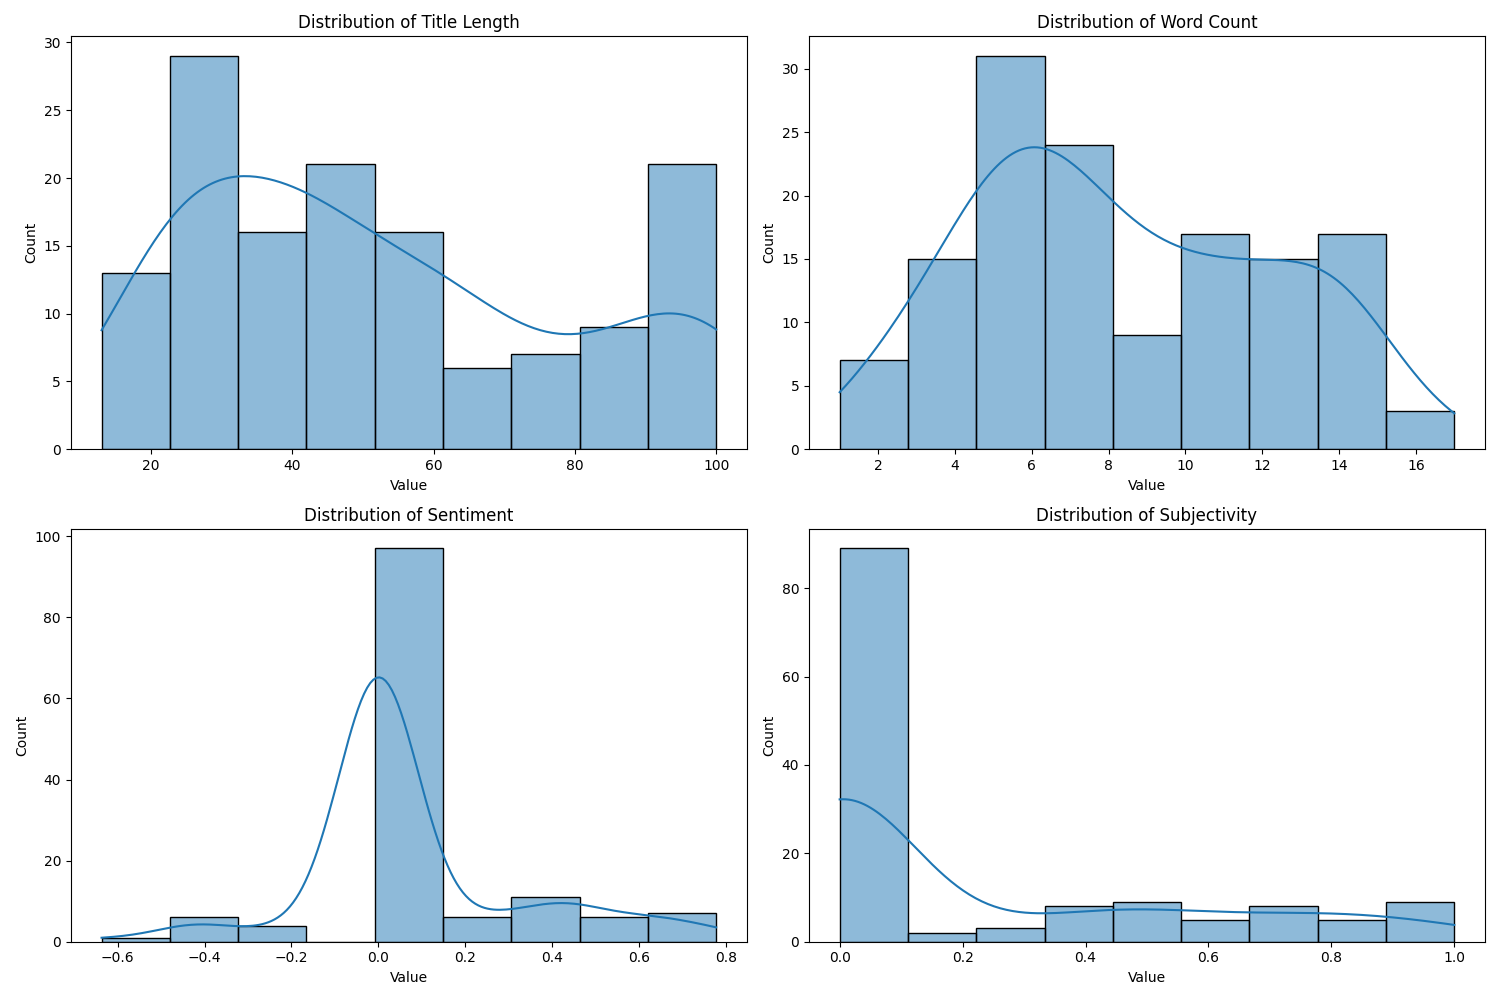 Distribution of Title Length
30
25
20
15
10
5
0
Count
20 40 60 80 100
Value
Distribution of Word Count
30
25
20
15
10
5
0
Count
2 4 6 8 10 12 14 16
Value
Distribution of Sentiment
100
80
60
40
20
0
Count
−0.6 −0.4 −0.2 0.0 0.2 0.4 0.6 0.8
Value
Distribution of Subjectivity
80
60
40
20
0
Count
0.0 0.2 0.4 0.6 0.8 1.0
Value